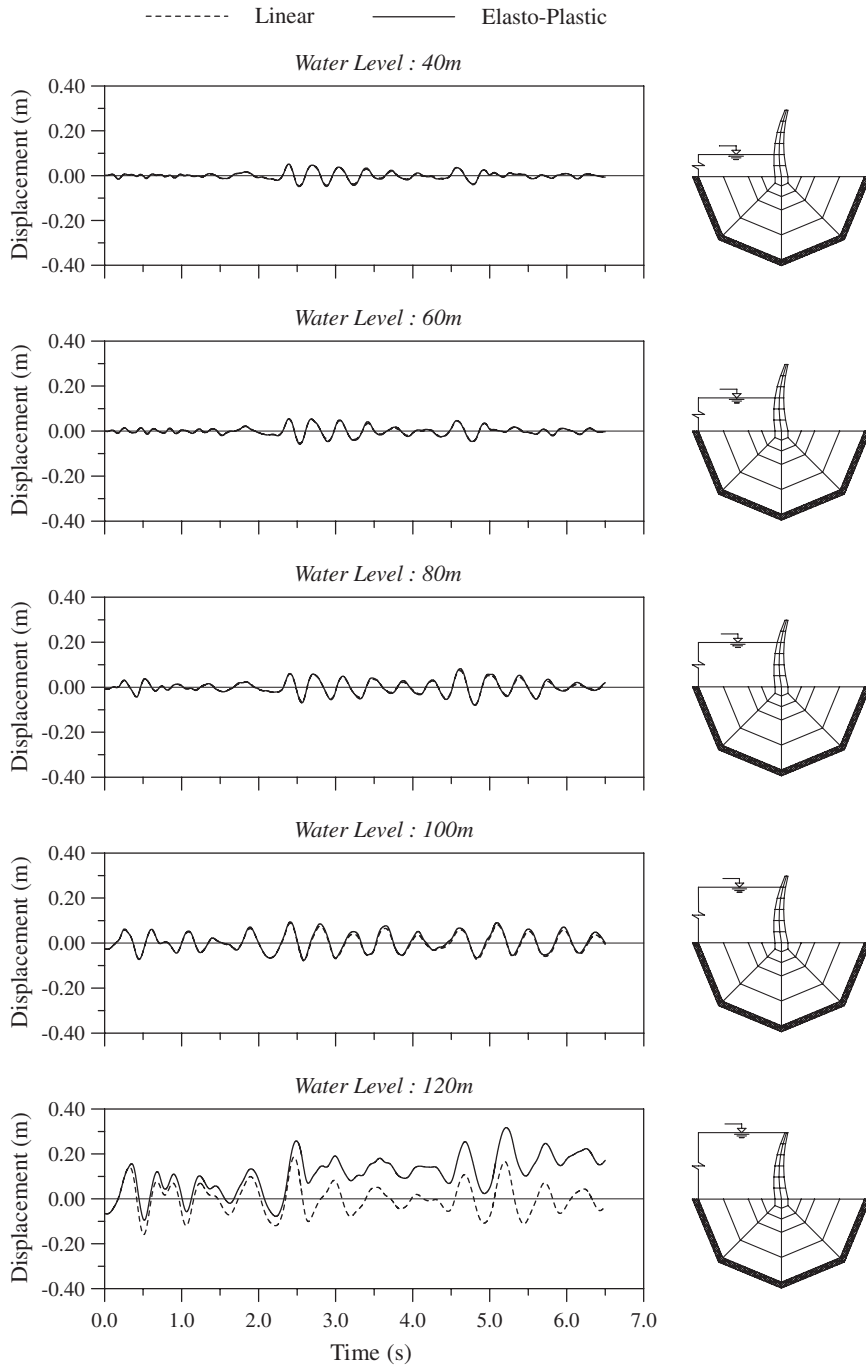 Linear Elasto-Plastic
Water Level : 40m
0.40
0.20
0.00
-0.20
-0.40
Displacement (m)
Water Level : 60m
0.40
0.20
0.00
-0.20
-0.40
Displacement (m)
Water Level : 80m
0.40
0.20
0.00
-0.20
-0.40
Displacement (m)
Water Level : 100m
0.40
0.20
0.00
-0.20
-0.40
Displacement (m)
Water Level : 120m
0.40
0.20
0.00
-0.20
-0.40
Displacement (m)
0.0 1.0 2.0 3.0 4.0 5.0 6.0 7.0
Time (s)